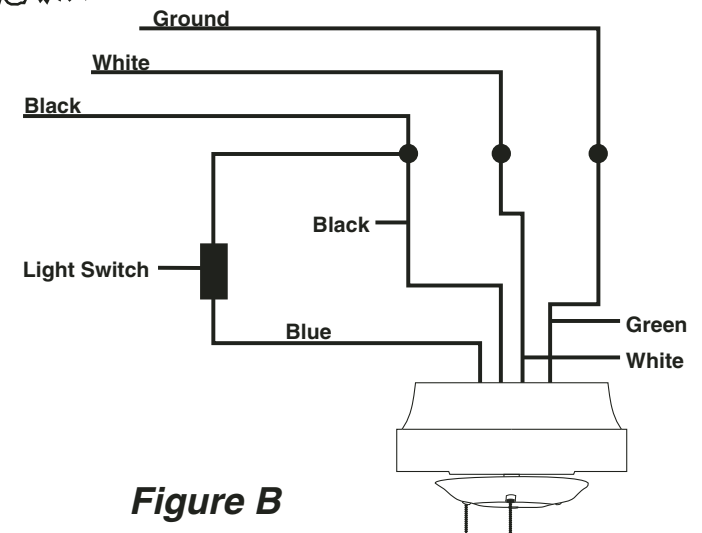 Ground
White
Black
Black
Light Switch
Blue
Green
White
Figure B